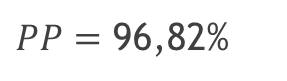 PP = 96,82%